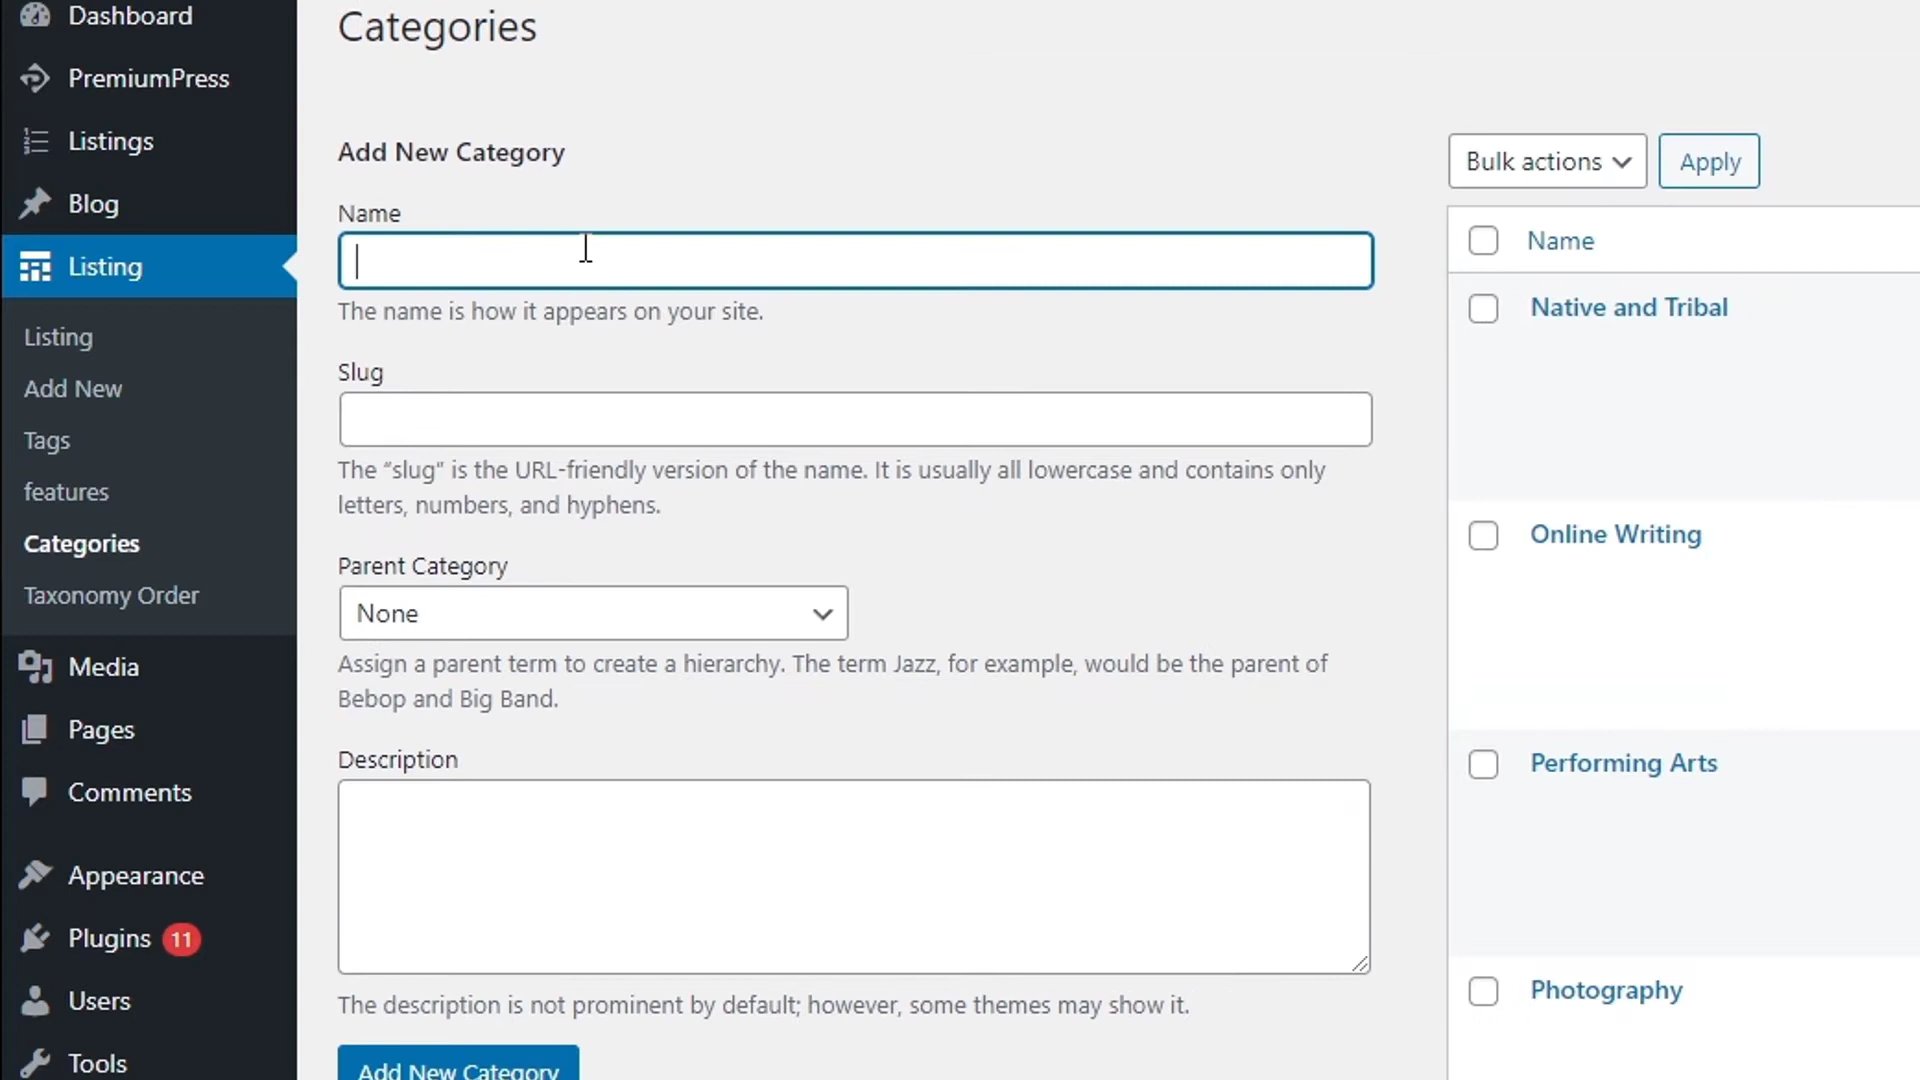 Dashboard
PremiumPress
Listings
Blog
Listing
Listing
Add New
Tags
features
Categories
Taxonomy Order
Media
Pages
Comments
Appearance
Plugins 11
Users
Tools
Categories
Add New Category
Name
The name is how it appears on your site.
Slug
The “slug” is the URL-friendly version of the name. It is usually all lowercase and contains only
letters, numbers, and hyphens.
Parent Category
None
Assign a parent term to create a hierarchy. The term Jazz, for example, would be the parent of
Bebop and Big Band.
Description
The description is not prominent by default; however, some themes may show it.
Add New Category
Bulk actions Apply
Name
Native and Tribal
Online Writing
Performing Arts
Photography